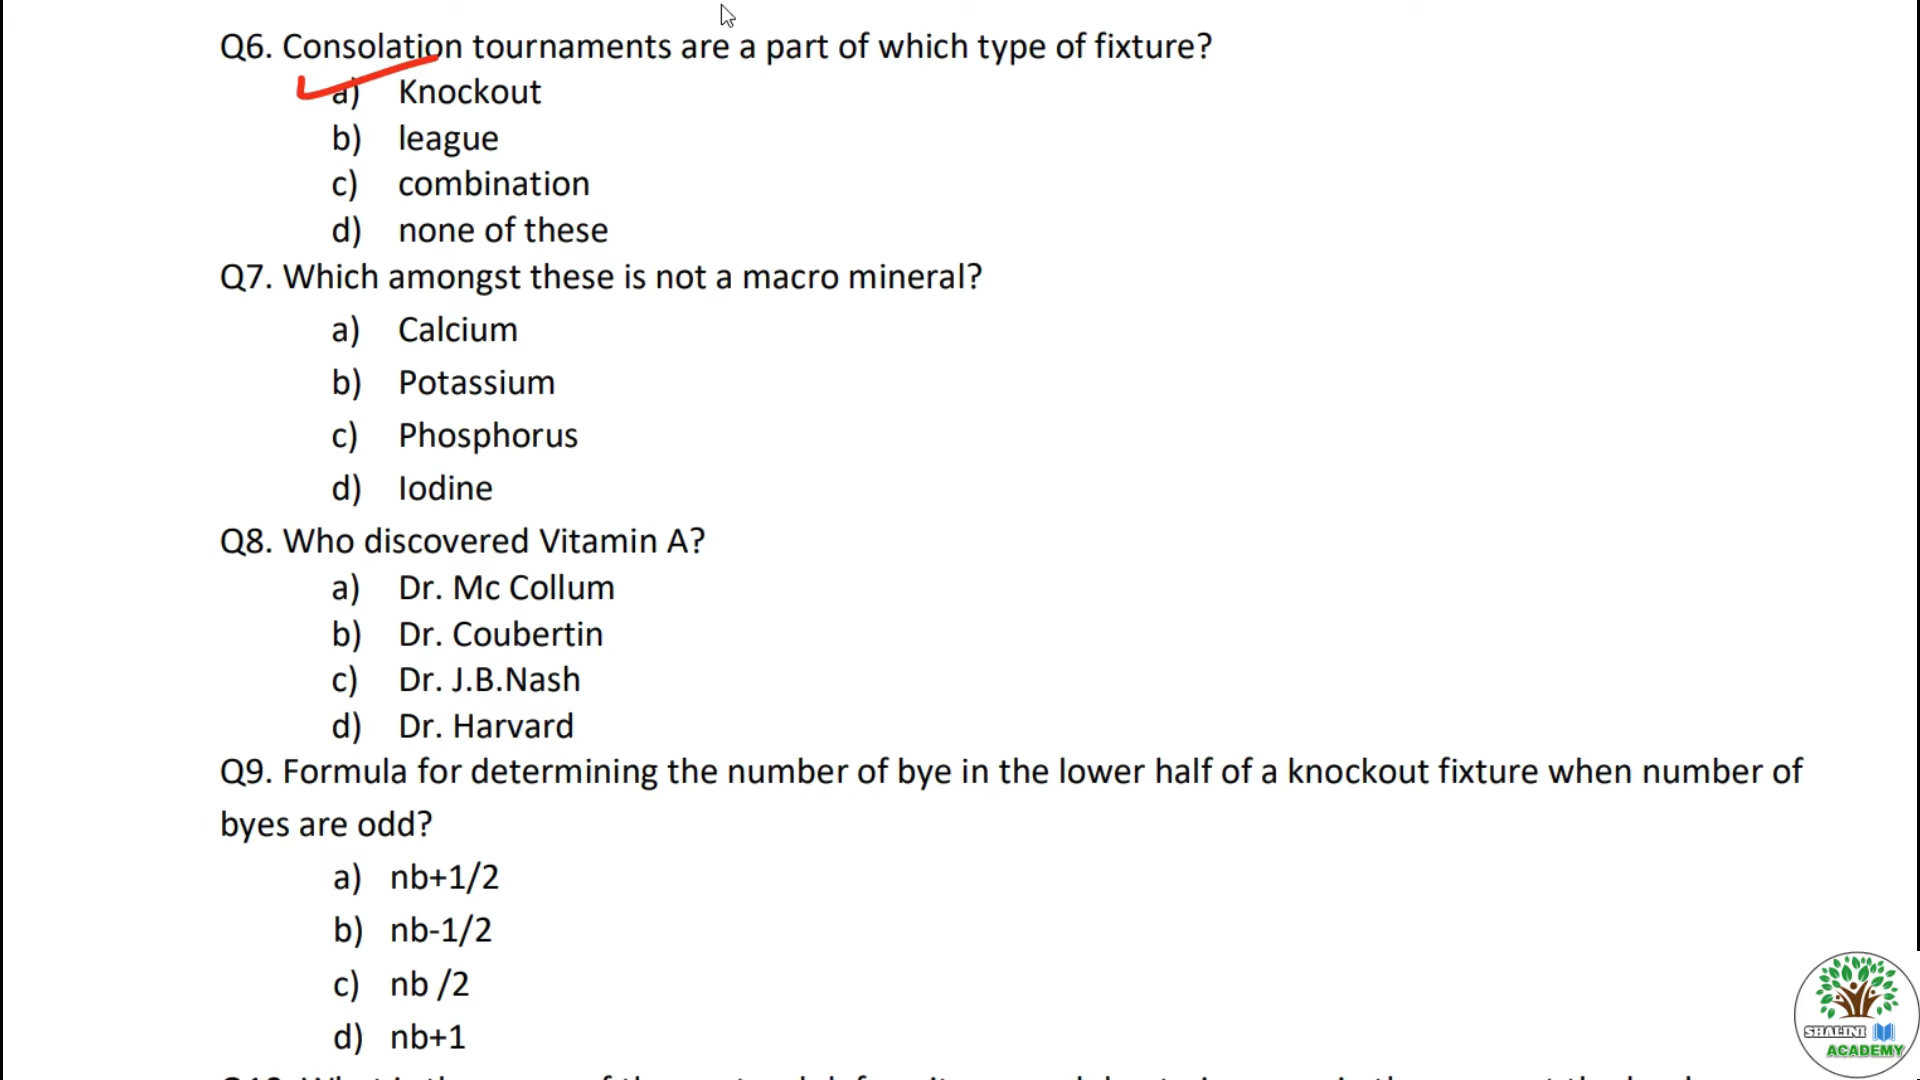 Q6. Consolation tournaments are a part of which type of fixture?
a) Knockout
b) league
c) combination
d) none of these
Q7. Which amongst these is not a macro mineral?
a) Calcium
b) Potassium
c) Phosphorus
d) Iodine
Q8. Who discovered Vitamin A?
a) Dr. Mc Collum
b) Dr. Coubertin
c) Dr. J.B.Nash
d) Dr. Harvard
Q9. Formula for determining the number of bye in the lower half of a knockout fixture when number of
byes are odd?
a) nb+1/2
b) nb-1/2
c) nb /2
d) nb+1
SHALINI
ACADEMY